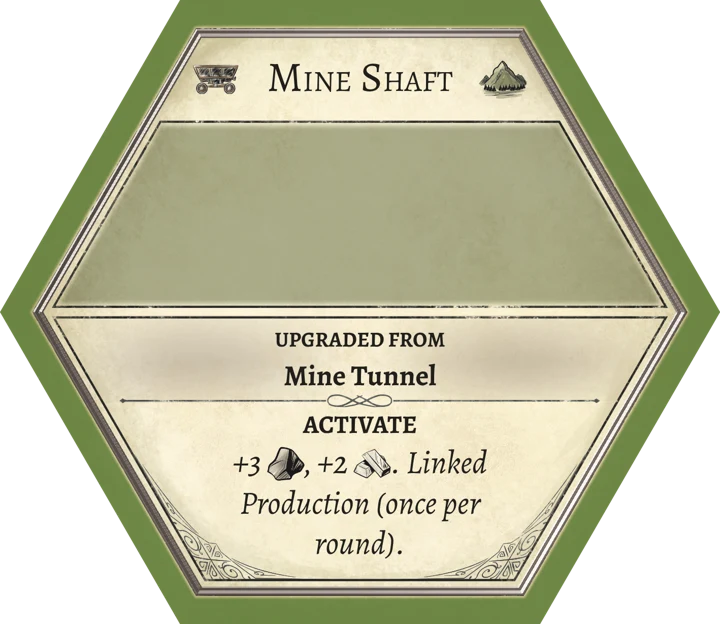 Mine Shaft
UPGRADED FROM
Mine Tunnel
ACTIVATE
+3 , +2 . Linked
Production (once per
round).